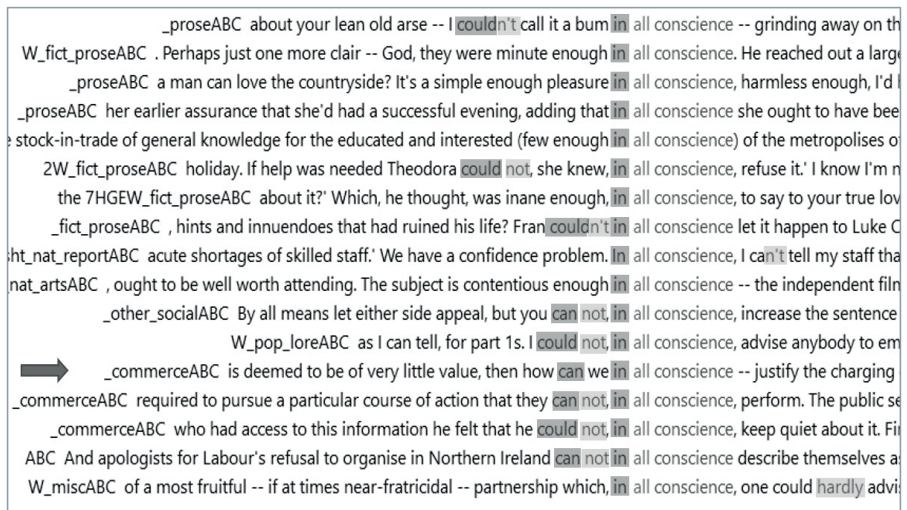 _proseABC about your lean old arse -- I couldn't call it a bum in all conscience -- grinding away on th
W_fict_proseABC . Perhaps just one more clair -- God, they were minute enough in all conscience. He reached out a large
_proseABC a man can love the countryside? It's a simple enough pleasure in all conscience, harmless enough, I'd
_proseABC her earlier assurance that she'd had a successful evening, adding that in all conscience she ought to have bee
e stock-in-trade of general knowledge for the educated and interested (few enough in all conscience) of the metropolises o
2W_fict_proseABC holiday. If help was needed Theodora could not, she knew, in all conscience, refuse it.' I know I'm n
the 7HGEW_fict_proseABC about it?' Which, he thought, was inane enough, in all conscience, to say to your true lov
_fict_proseABC , hints and innuendoes that had ruined his life? Fran couldn't in all conscience let it happen to Luke C
ht_nat_reportABC acute shortages of skilled staff.' We have a confidence problem. In all conscience, I can't tell my staff tha
nat_artsABC , ought to be well worth attending. The subject is contentious enough in all conscience -- the independent film
_other_socialABC By all means let either side appeal, but you can not, in all conscience, increase the sentence
W_pop_loreABC as I can tell, for part 1s. I could not, in all conscience, advise anybody to em
_commerceABC is deemed to be of very little value, then how can we in all conscience -- justify the charging
_commerceABC required to pursue a particular course of action that they can not, in all conscience, perform. The public se
_commerceABC who had access to this information he felt that he could not, in all conscience, keep quiet about it. Fi
ABC And apologists for Labour's refusal to organise in Northern Ireland can not in all conscience describe themselves a
W_miscABC of a most fruitful -- if at times near-fratricidal -- partnership which, in all conscience, one could hardly advi